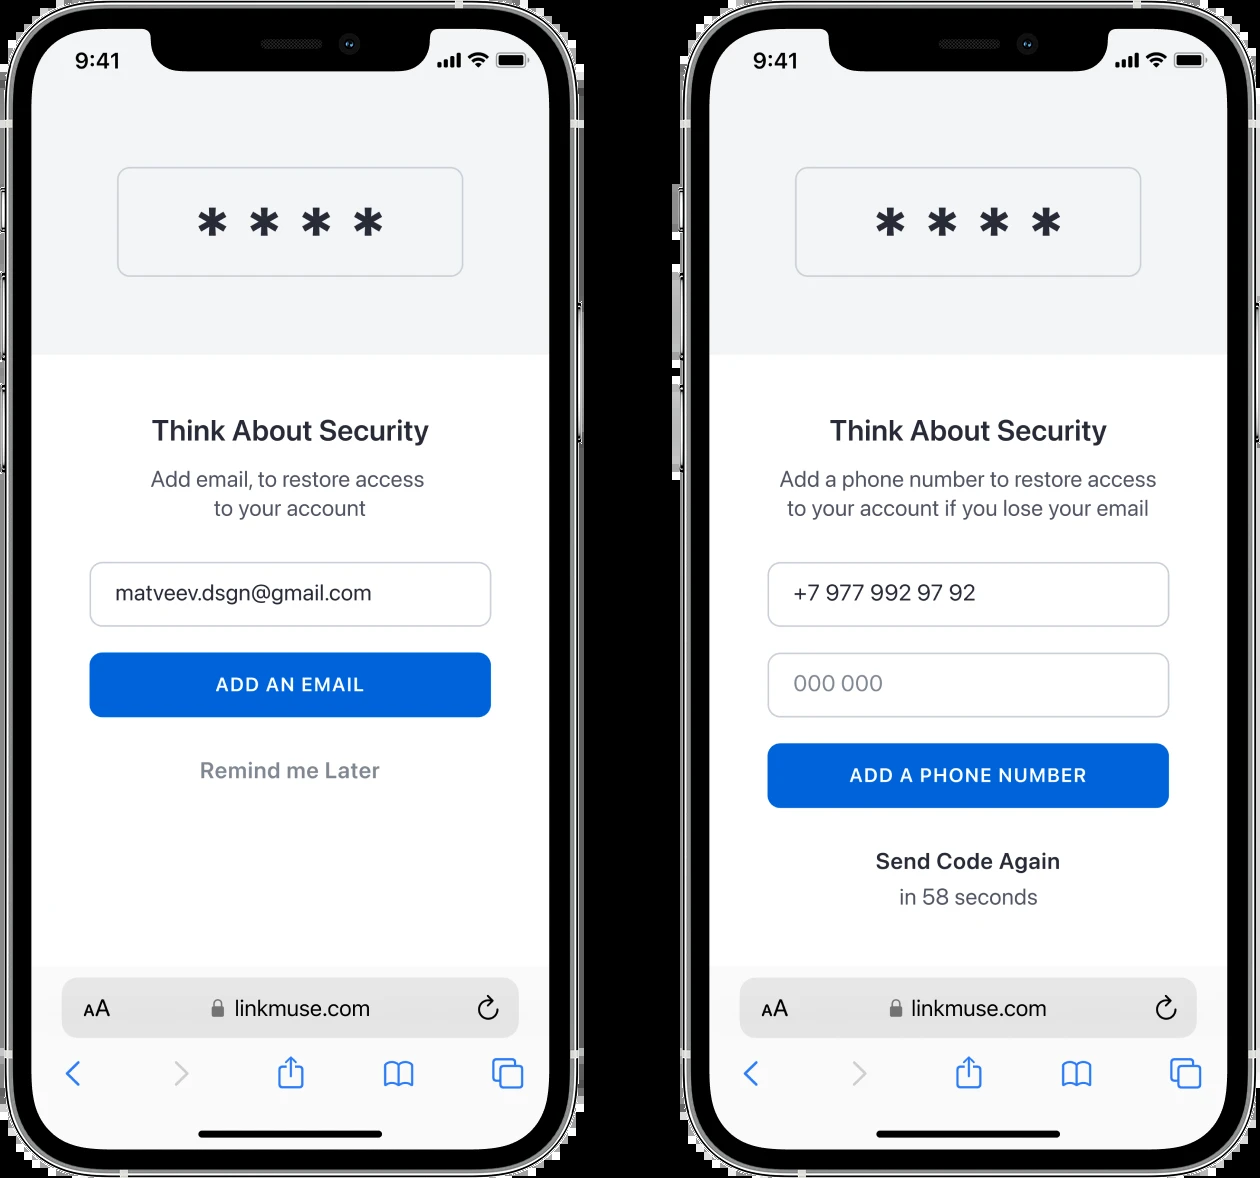 9:41
* * * *
Think About Security
Add email, to restore access
to your account
matveev.dsgn@gmail.com
ADD AN EMAIL
Remind me Later
AA linkmuse.com
9:41
* * * *
Think About Security
Add a phone number to restore access
to your account if you lose your email
+7 977 992 97 92
000 000
ADD A PHONE NUMBER
Send Code Again
in 58 seconds
AA linkmuse.com